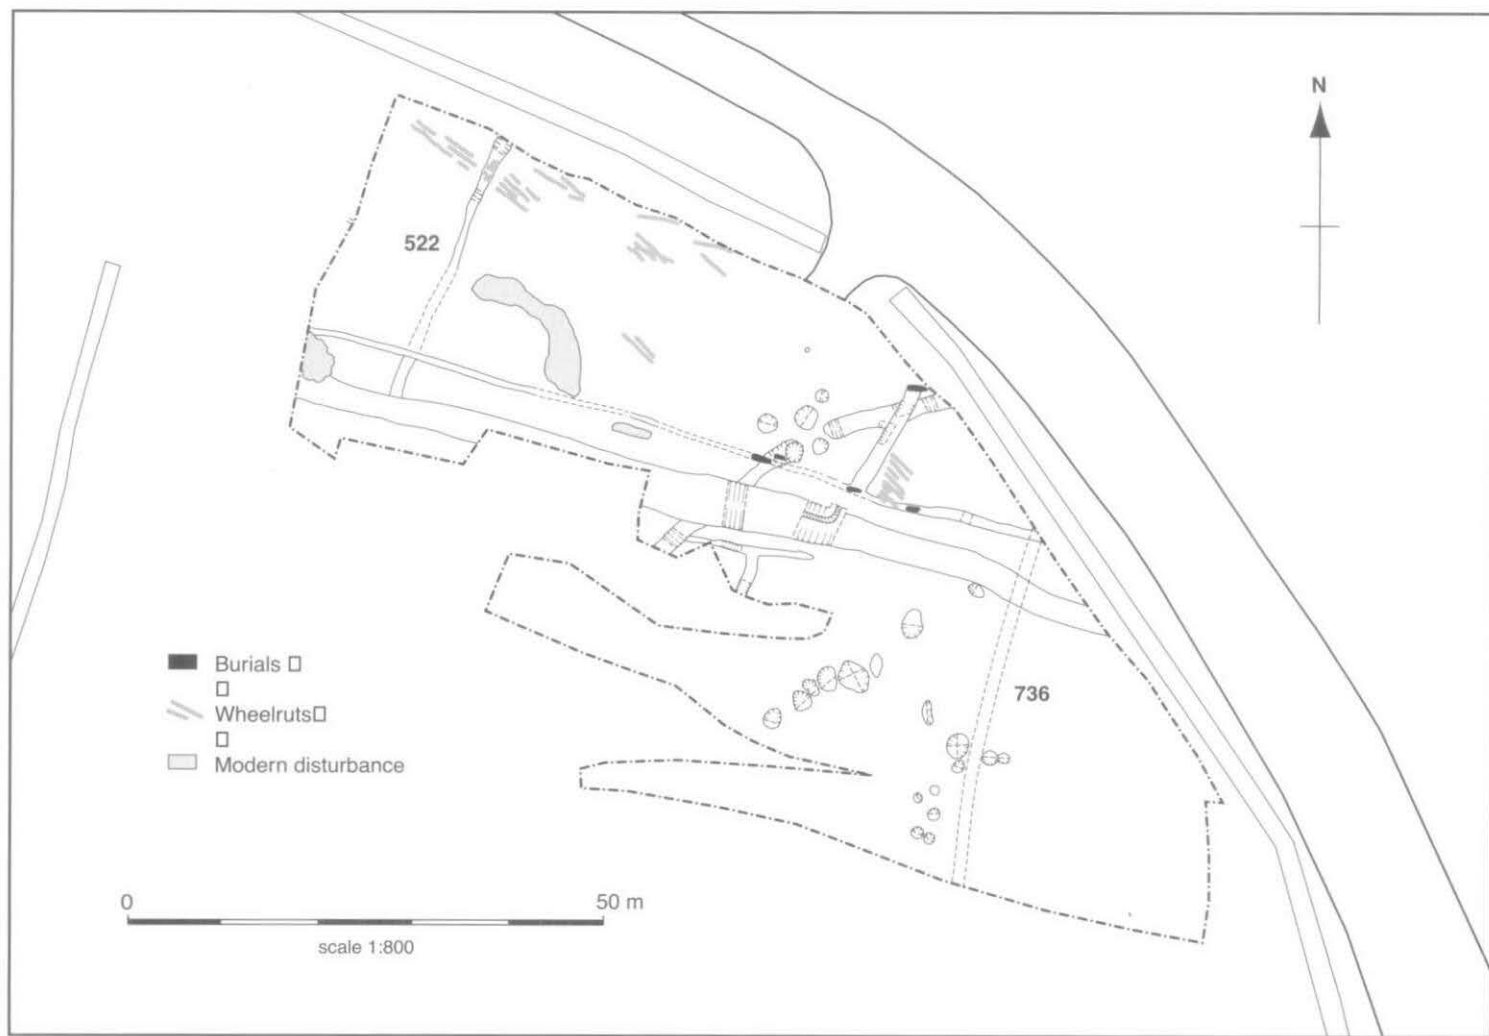 N
522
736
Burials □
□
Wheelruts□
□
Modern disturbance
0 50 m
scale 1:800